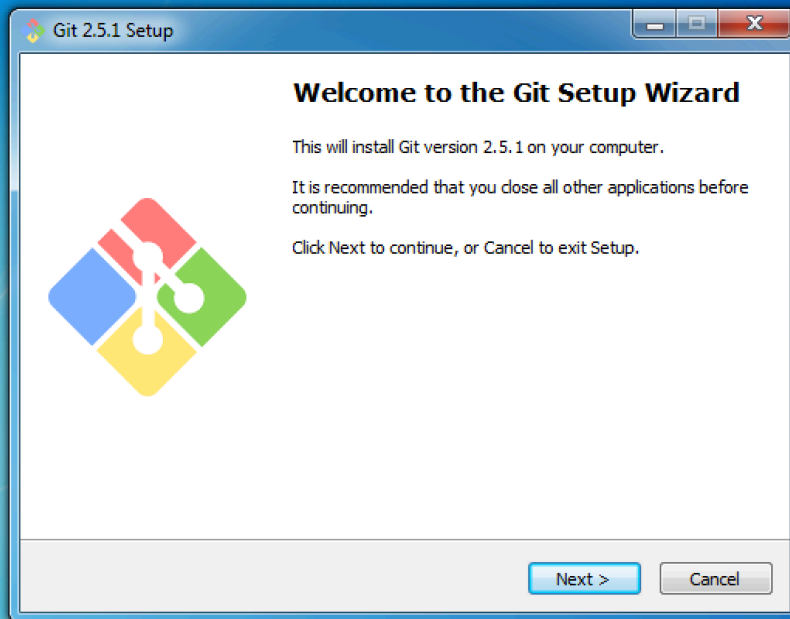 Git 2.5.1 Setup
Welcome to the Git Setup Wizard
This will install Git version 2.5.1 on your computer.
It is recommended that you close all other applications before
continuing.
Click Next to continue, or Cancel to exit Setup.
Next >
Cancel